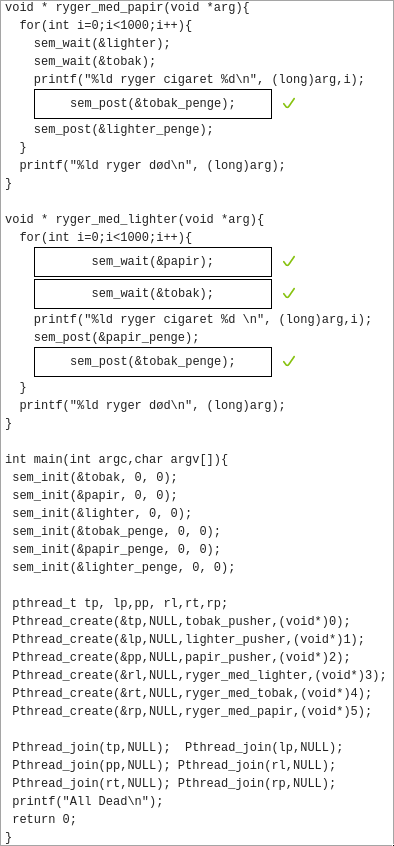 void * ryger_med_papir(void *arg){
  for(int i=0;i<1000;i++){
    sem_wait(&lighter);
    sem_wait(&tobak);
    printf("%ld ryger cigaret %d\n", (long)arg,i);
    sem_post(&tobak_penge);
    sem_post(&lighter_penge);
  }
  printf("%ld ryger død\n", (long)arg);
}

void * ryger_med_lighter(void *arg){
  for(int i=0;i<1000;i++){
    sem_wait(&papir);
    sem_wait(&tobak);
    printf("%ld ryger cigaret %d \n", (long)arg,i);
    sem_post(&papir_penge);
    sem_post(&tobak_penge);
  }
  printf("%ld ryger død\n", (long)arg);
}

int main(int argc,char argv[]){
 sem_init(&tobak, 0, 0);
 sem_init(&papir, 0, 0);
 sem_init(&lighter, 0, 0);
 sem_init(&tobak_penge, 0, 0);
 sem_init(&papir_penge, 0, 0);
 sem_init(&lighter_penge, 0, 0);

 pthread_t tp, lp,pp, rl,rt,rp;
 Pthread_create(&tp,NULL,tobak_pusher,(void*)0);
 Pthread_create(&lp,NULL,lighter_pusher,(void*)1);
 Pthread_create(&pp,NULL,papir_pusher,(void*)2);
 Pthread_create(&rl,NULL,ryger_med_lighter,(void*)3);
 Pthread_create(&rt,NULL,ryger_med_tobak,(void*)4);
 Pthread_create(&rp,NULL,ryger_med_papir,(void*)5);

 Pthread_join(tp,NULL);  Pthread_join(lp,NULL);
 Pthread_join(pp,NULL); Pthread_join(rl,NULL);
 Pthread_join(rt,NULL); Pthread_join(rp,NULL);
 printf("All Dead\n");
 return 0;
}